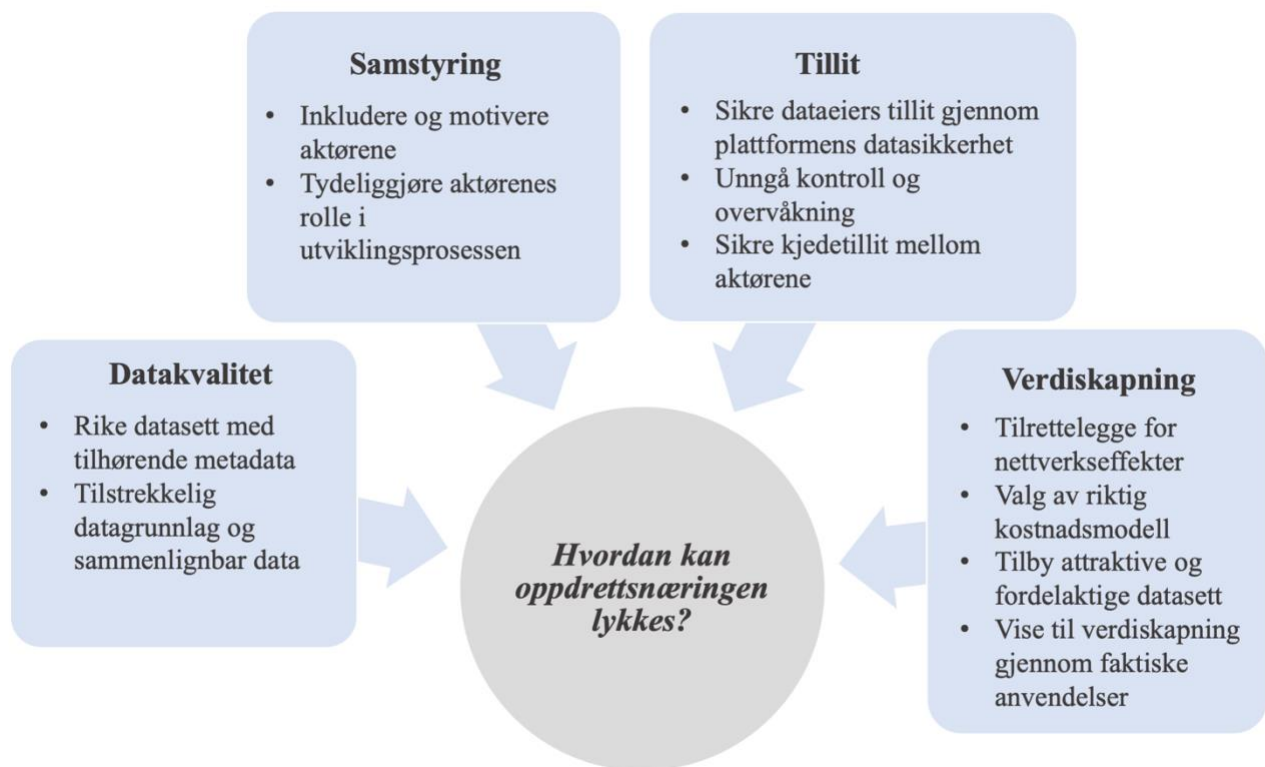 Samstyring
• Inkludere og motivere
aktørene
• Tydeliggjøre aktørenes
rolle i
utviklingsprosessen
Tillit
• Sikre dataeiers tillit gjennom
plattformens datasikkerhet
• Unngå kontroll og
overvåkning
• Sikre kjedetillit mellom
aktørene
Datakvalitet
• Rike datasett med
tilhørende metadata
• Tilstrekkelig
datagrunnlag og
sammenlignbar data
Verdiskapning
• Tilrettelegge for
nettverkseffekter
• Valg av riktig
kostnadsmodell
• Tilby attraktive og
fordelaktige datasett
• Vise til verdiskapning
gjennom faktiske
anvendelser
Hvordan kan
oppdrettsnæringen
lykkes?